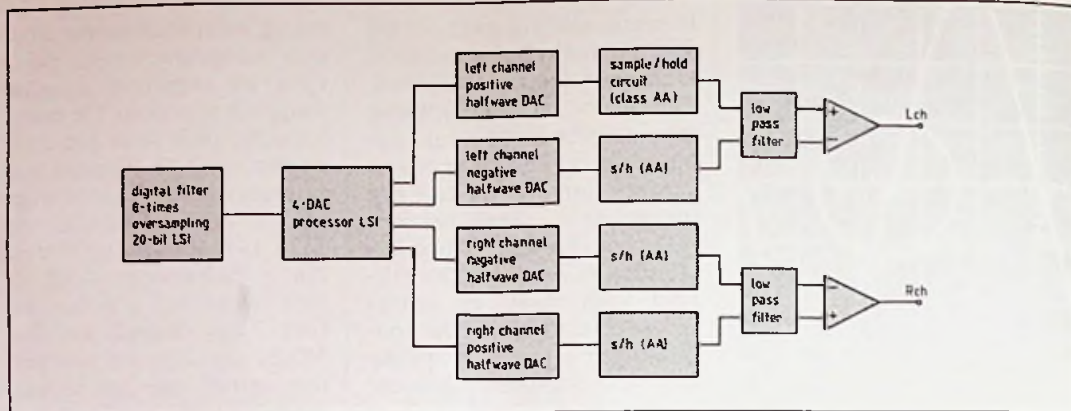 left channel
positive
halfwave DAC
sample/hold
circuit
(class AA)
low
pass
filter
+
−
Lch
left channel
negative
halfwave DAC
s/h (AA)
digital filter
8-times
oversampling
20-bit LSI
4-DAC
processor LSI
right channel
negative
halfwave DAC
s/h (AA)
low
pass
filter
−
+
Rch
right channel
positive
halfwave DAC
s/h (AA)